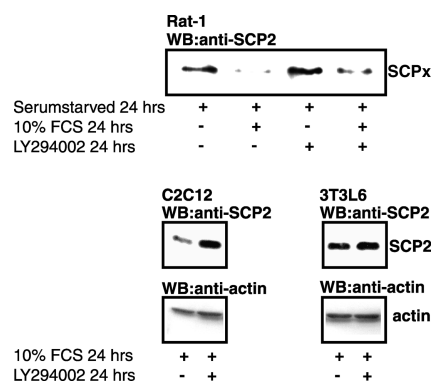 Rat-1
WB:anti-SCP2
SCPx
Serumstarved 24 hrs + + + +
10% FCS 24 hrs - + - +
LY294002 24 hrs - - + +
C2C12 3T3L6
WB:anti-SCP2 WB:anti-SCP2
SCP2
WB:anti-actin WB:anti-actin
actin
10% FCS 24 hrs + + + +
LY294002 24 hrs - + - +